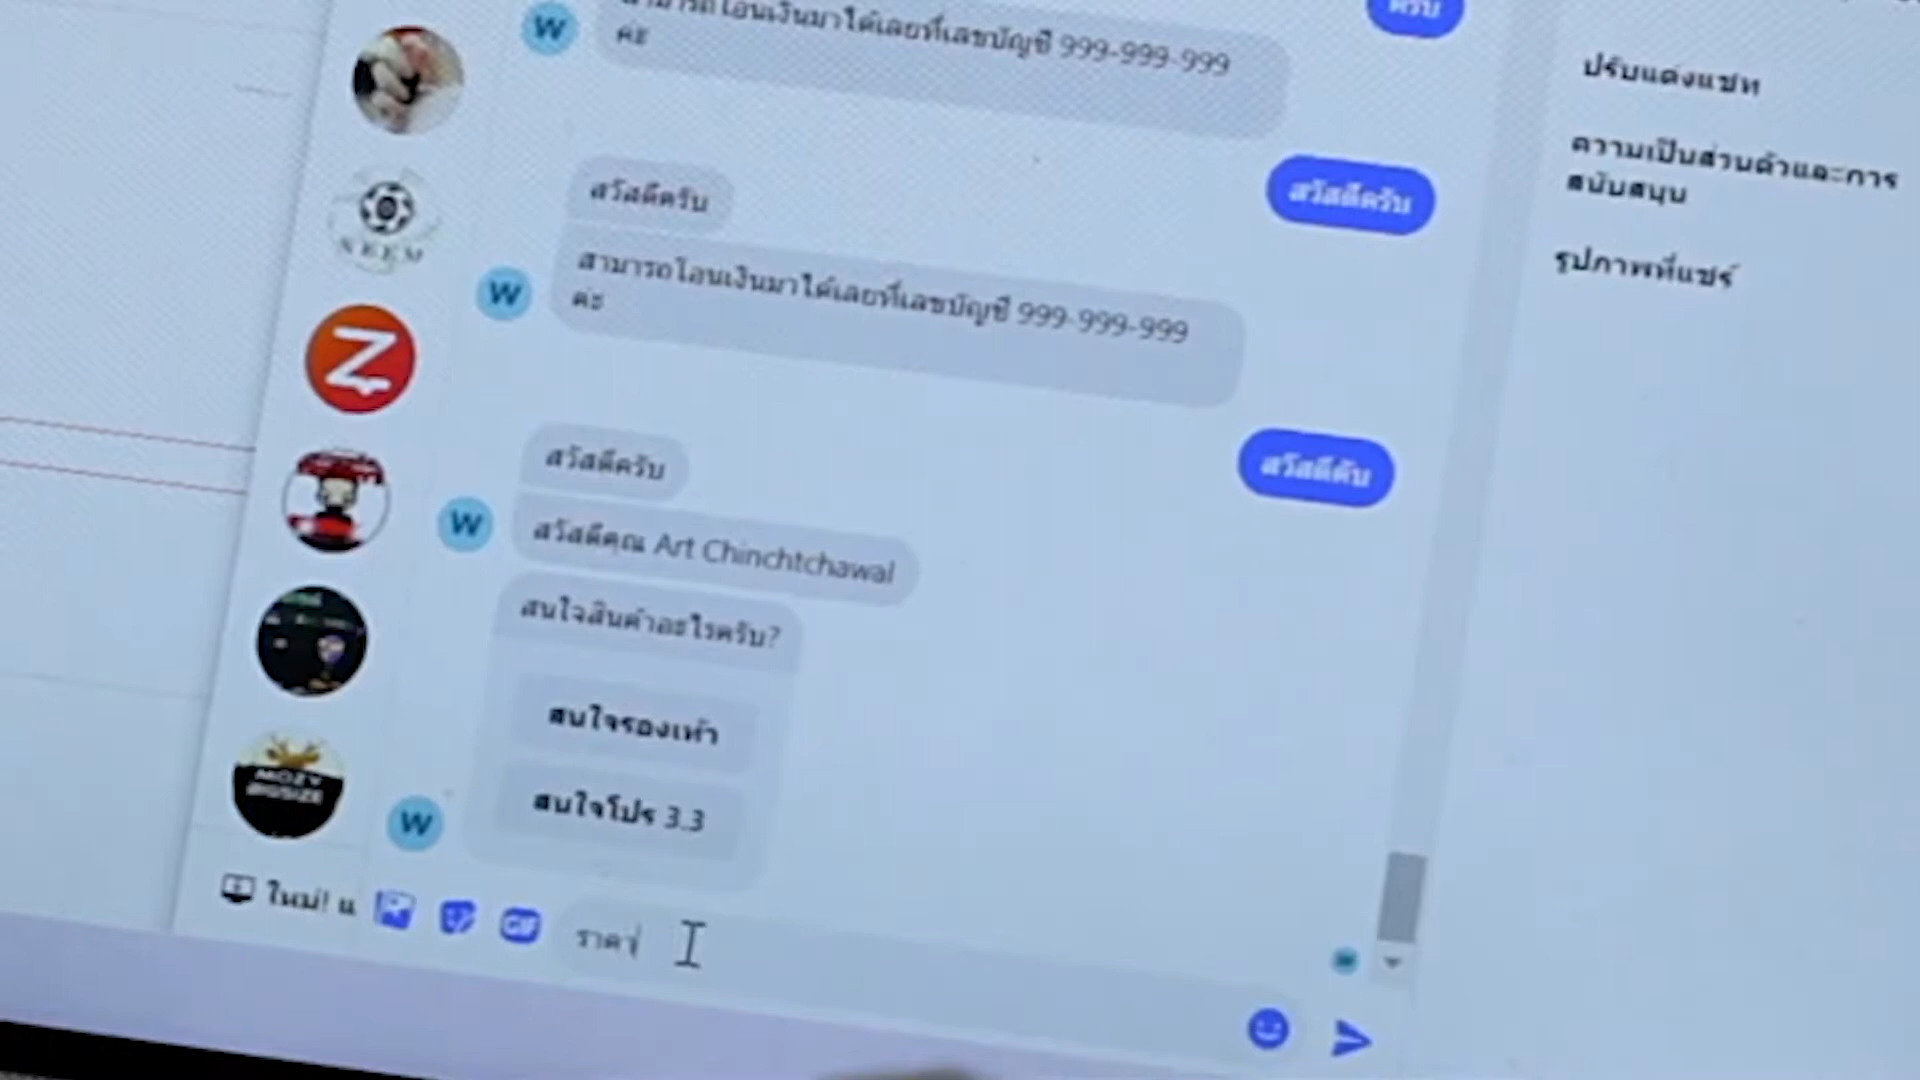 ครับ
สามารถโอนเงินมาได้เลยที่เลขบัญชี 999-999-999
ค่ะ
ปรับแต่งแชท
ความเป็นส่วนตัวและการ
สนับสนุน
รูปภาพที่แชร์
สวัสดีครับ
สวัสดีครับ
สามารถโอนเงินมาได้เลยที่เลขบัญชี 999-999-999
ค่ะ
W
W
สวัสดีคับ
สวัสดีครับ
W
สวัสดีคุณ Art Chinchtchawal
สนใจสินค้าอะไรครับ?
สนใจรองเท้า
สนใจโปร 3.3
W
ใหม่! แ
GIF
ราคา
NEEM
Z
MOZY
BIGSIZE